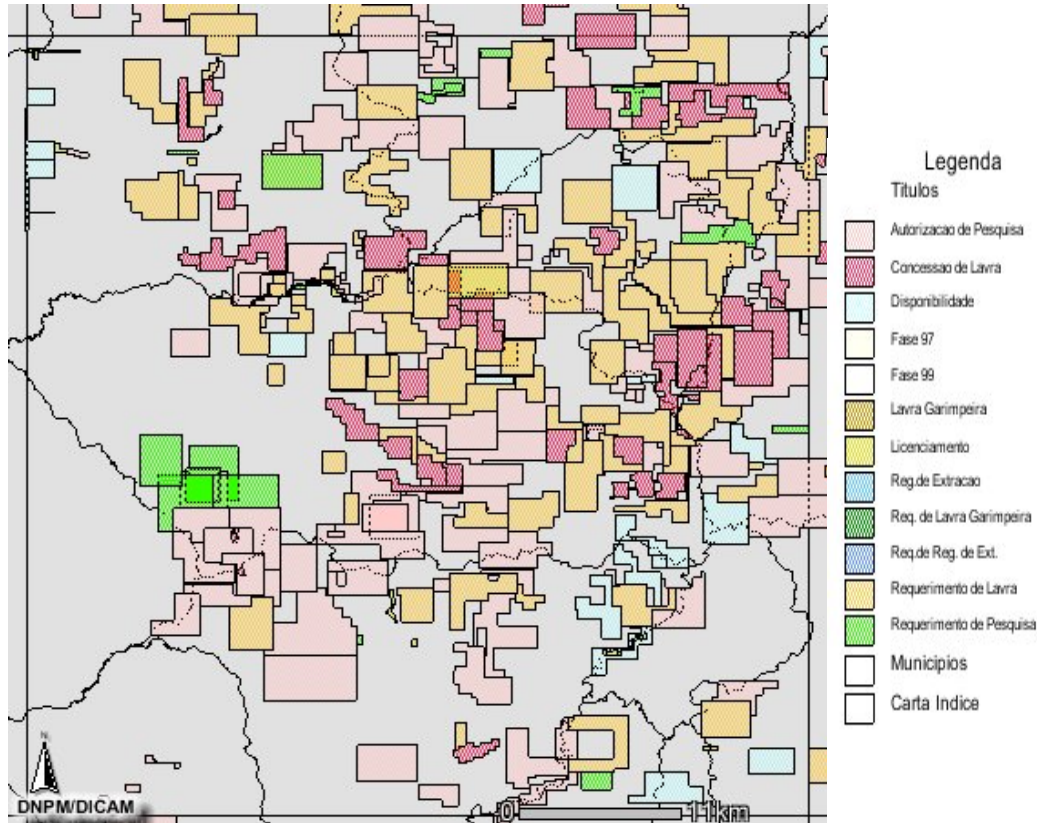 Legenda
Titulos
Autorizacao de Pesquisa
Concessao de Lavra
Disponibilidade
Fase 97
Fase 99
Lavra Garimpeira
Licenciamento
Reg.de Extracao
Req. de Lavra Garimpeira
Req.de Reg. de Ext.
Requerimento de Lavra
Requerimento de Pesquisa
Municipios
Carta Indice
N
DNPM/DICAM
0 11km